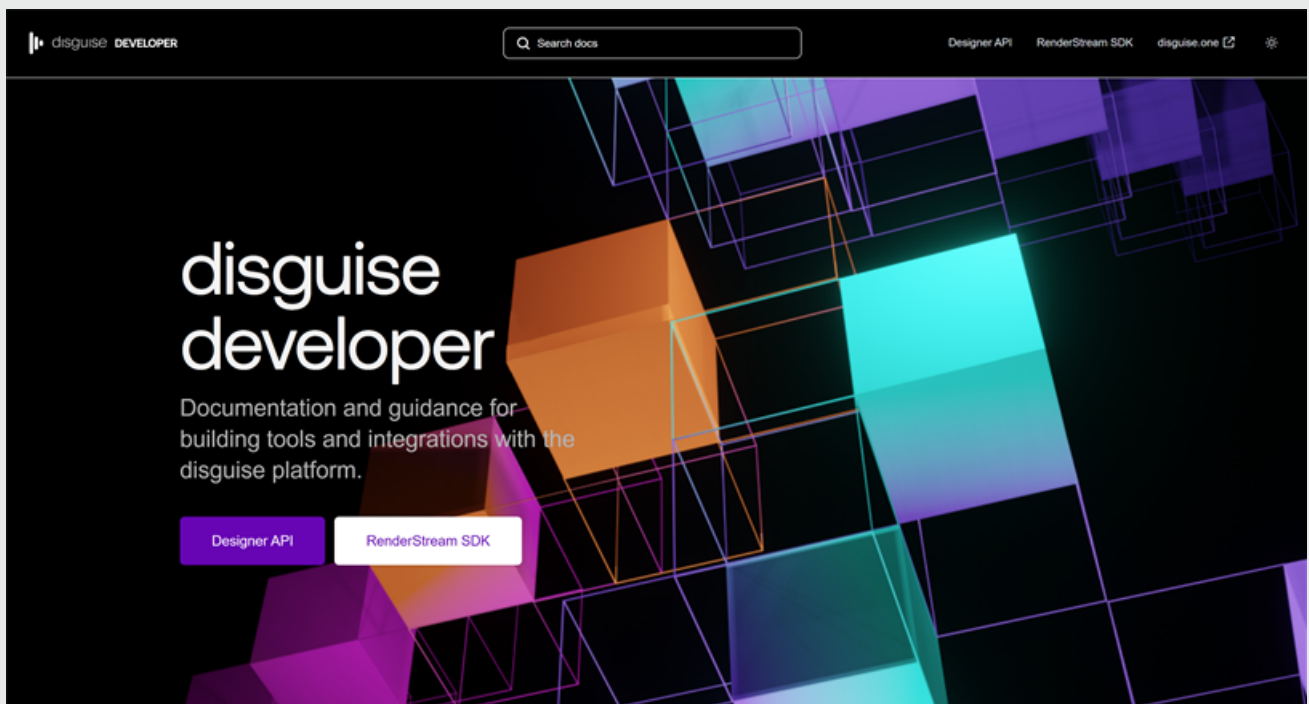 disguise DEVELOPER
Search docs
Designer API
RenderStream SDK
disguise.one
disguise
developer
Documentation and guidance for
building tools and integrations with the
disguise platform.
Designer API
RenderStream SDK